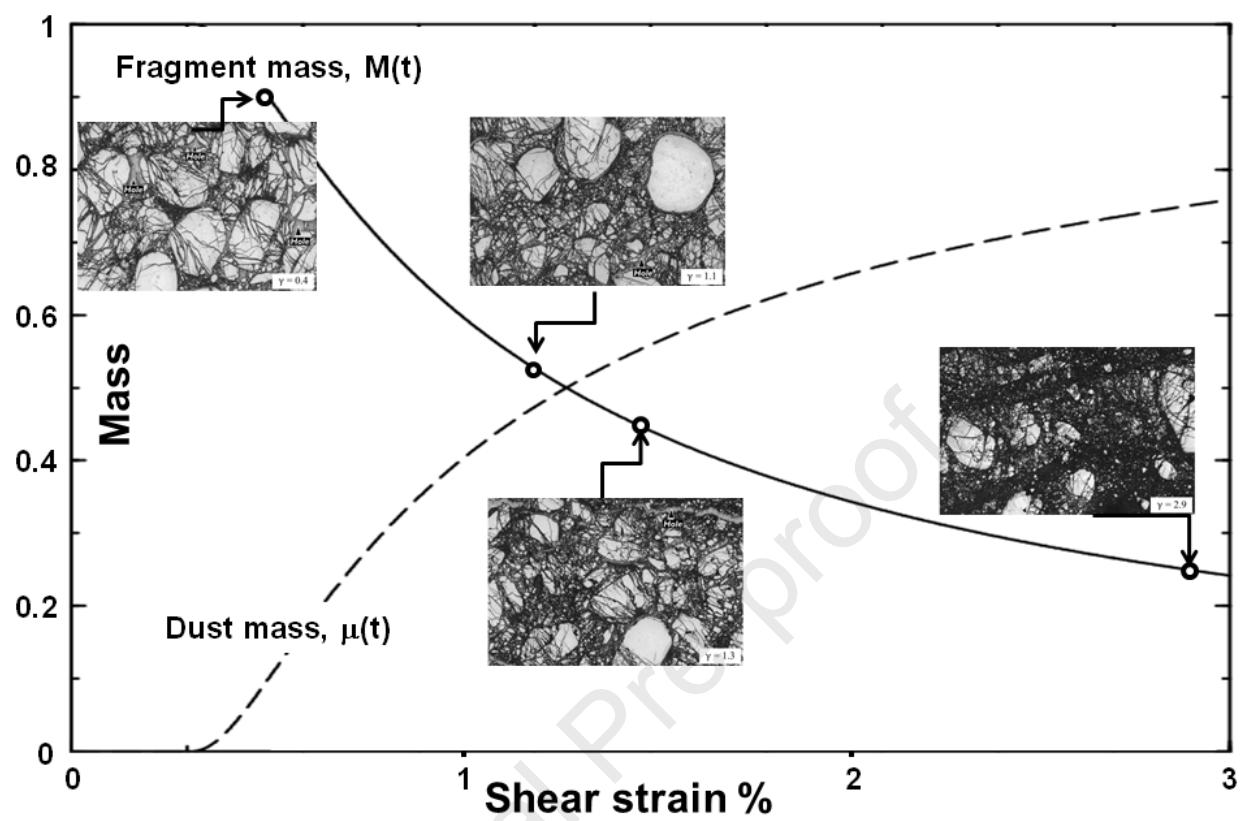 1
Fragment mass, M(t)
Hole
Hole
Hole
γ = 0.4
Hole
γ = 1.1
0.8
0.6
Mass
0.4
Hole
γ = 1.3
γ = 2.9
0.2
Dust mass, μ(t)
0
0
1
2
3
Shear strain %
al Pre-proof